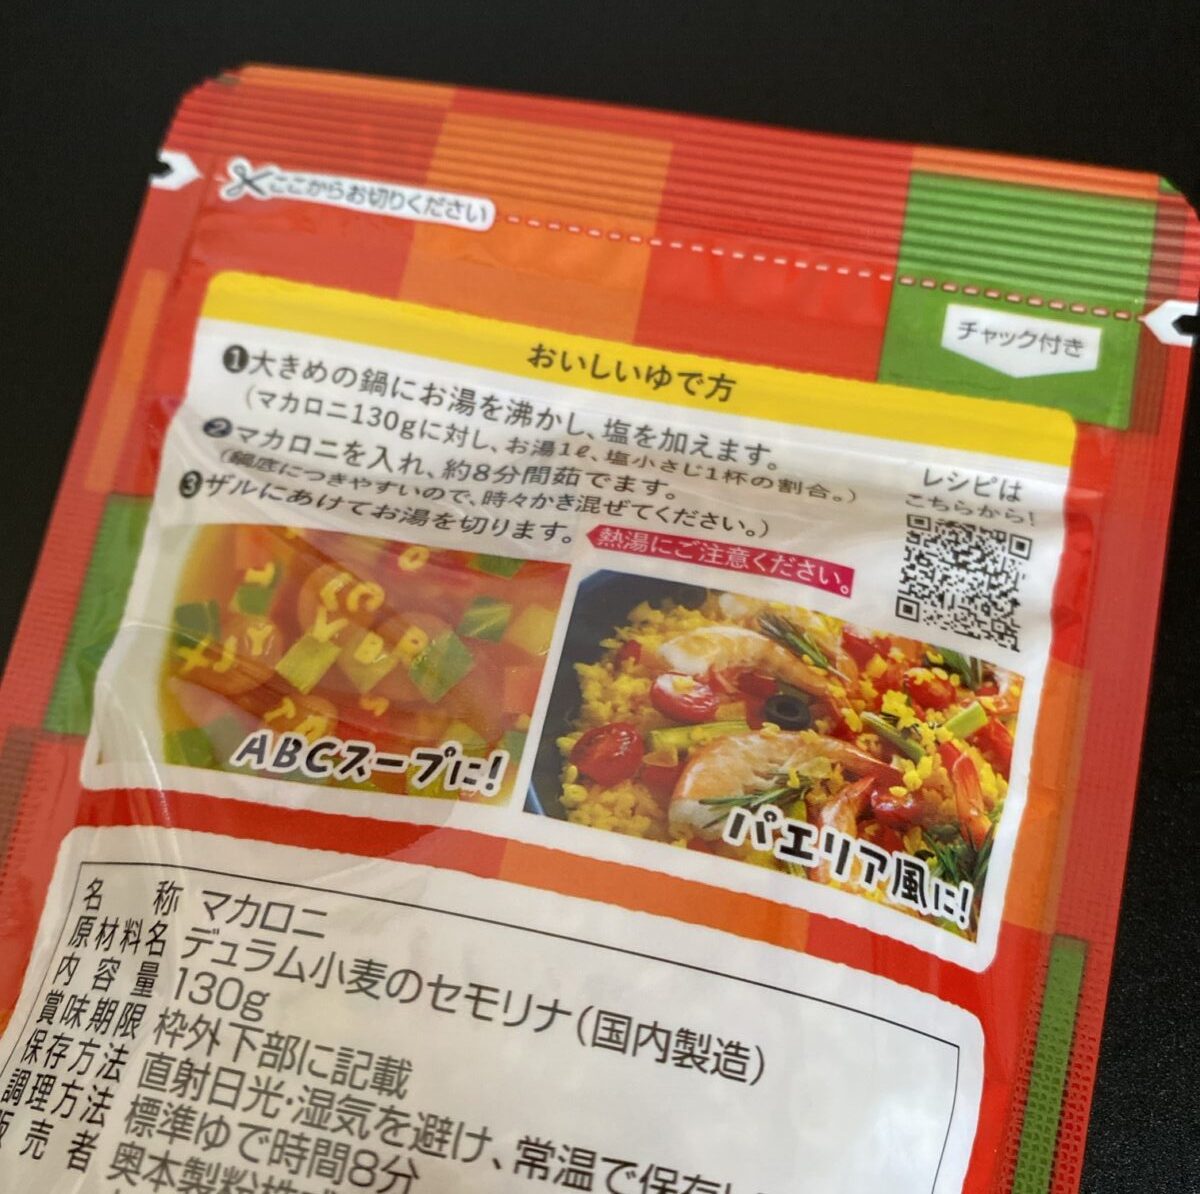 ここからお切りください
チャック付き
おいしいゆで方
❶大きめの鍋にお湯を沸かし、塩を加えます。
(マカロニ130gに対し、お湯1ℓ、塩小さじ1杯の割合。)
❷マカロニを入れ、約8分間茹でます。
(鍋底につきやすいので、時々かき混ぜてください。)
❸ザルにあけてお湯を切ります。
熱湯にご注意ください。
レシピは
こちらから!
ABCスープに!
パエリア風に!
名称 マカロニ
原材料名 デュラム小麦のセモリナ(国内製造)
内容量 130g
賞味期限 枠外下部に記載
保存方法 直射日光・湿気を避け、常温で保存し
調理方法 標準ゆで時間8分
販売者 奥本製粉株式